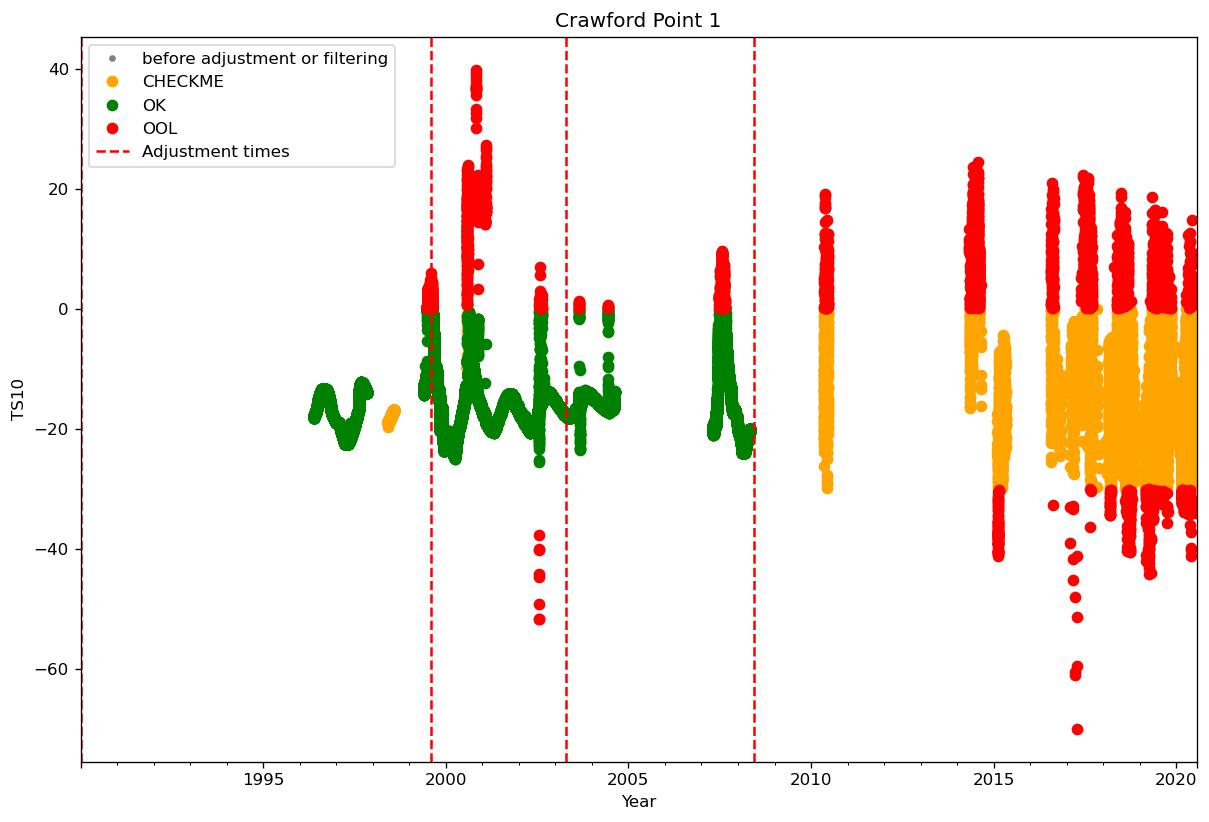 Crawford Point 1
before adjustment or filtering
CHECKME
OK
OOL
Adjustment times
40
20
0
−20
−40
−60
TS10
1995
2000
2005
2010
2015
2020
Year